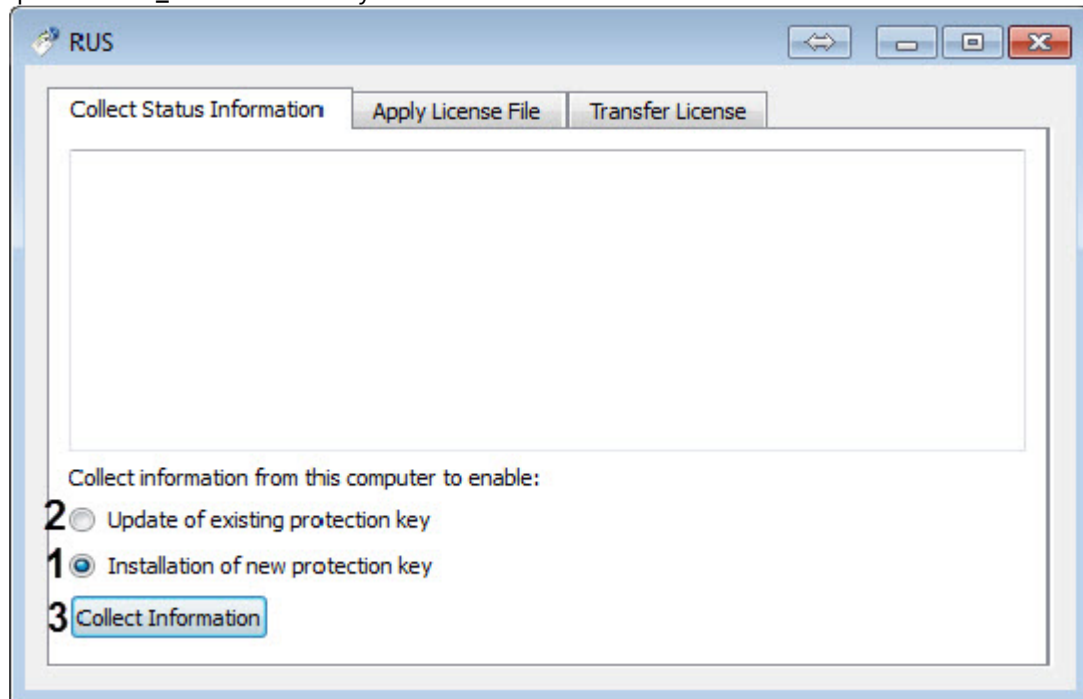 RUS
Collect Status Information Apply License File Transfer License
Collect information from this computer to enable:
2 Update of existing protection key
1 Installation of new protection key
3 Collect Information